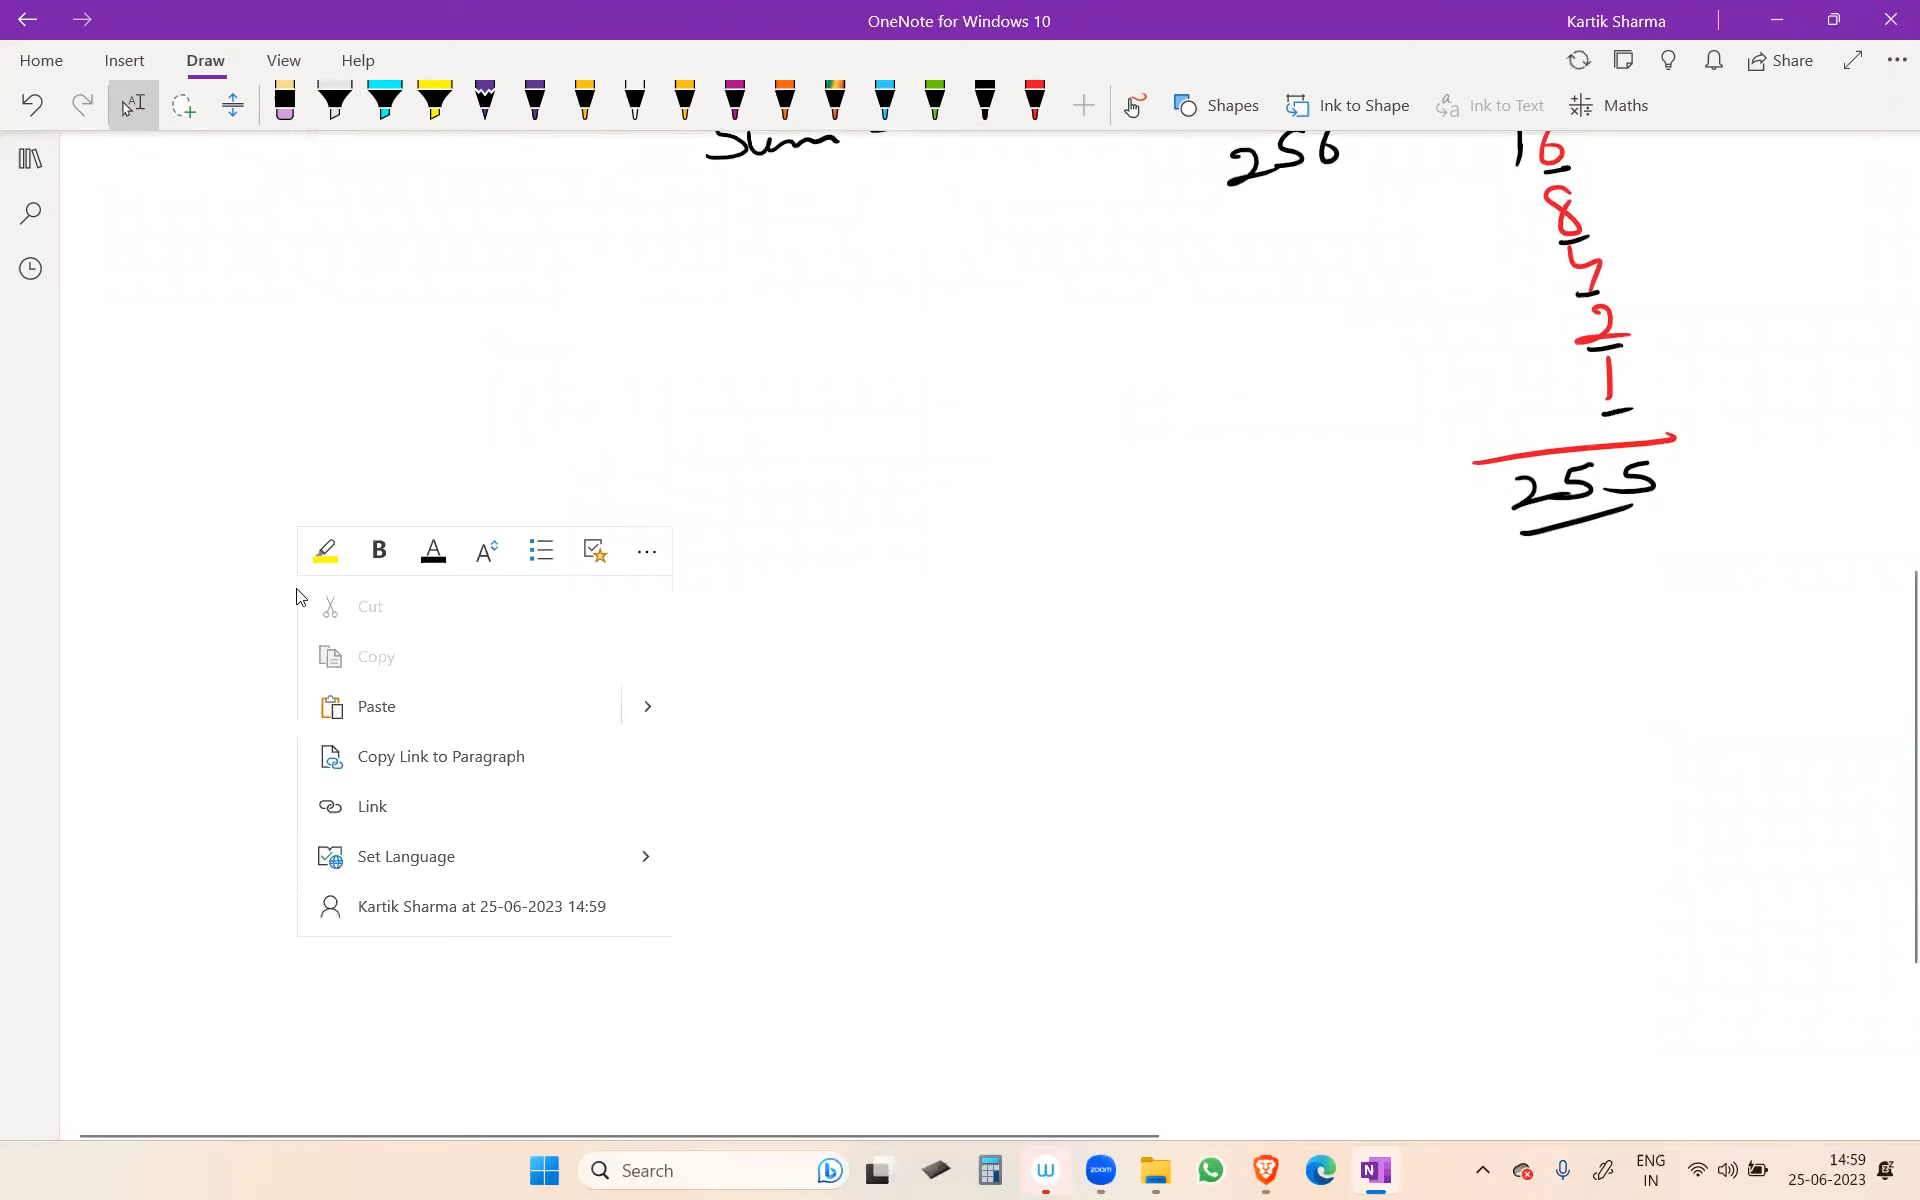 OneNote for Windows 10
Kartik Sharma
Home
Insert
Draw
View
Help
Share
Shapes
Ink to Shape
Ink to Text
Maths
256
16
8
4
2
1
255
Cut
Copy
Paste
Copy Link to Paragraph
Link
Set Language
Kartik Sharma at 25-06-2023 14:59
Search
zoom
ENG
IN
14:59
25-06-2023